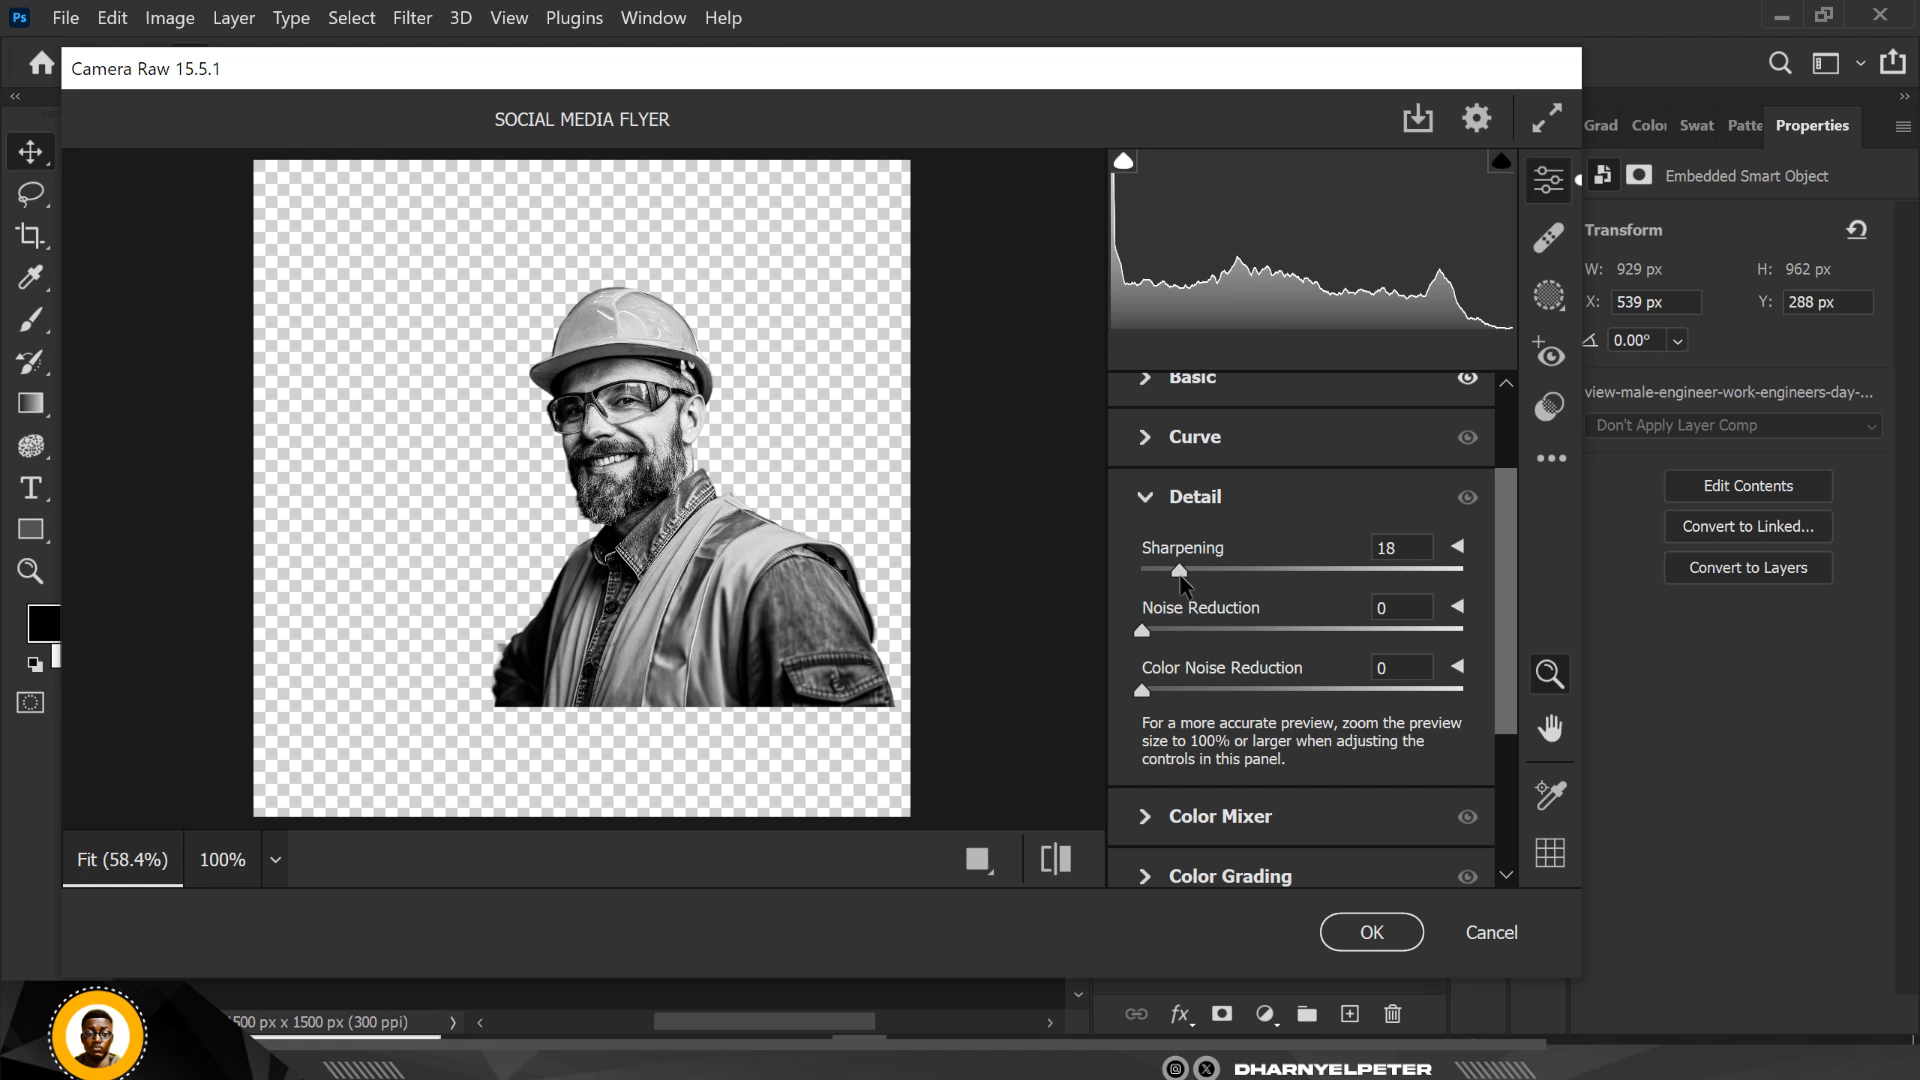 Ps File Edit Image Layer Type Select Filter 3D View Plugins Window Help
Camera Raw 15.5.1
SOCIAL MEDIA FLYER
Grad Color Swat Patte Properties
Embedded Smart Object
Transform
W: 929 px H: 962 px
X: 539 px Y: 288 px
0.00°
view-male-engineer-work-engineers-day-...
Don't Apply Layer Comp
Edit Contents
Convert to Linked...
Convert to Layers
Basic
Curve
Detail
Sharpening 18
Noise Reduction 0
Color Noise Reduction 0
For a more accurate preview, zoom the preview
size to 100% or larger when adjusting the
controls in this panel.
Color Mixer
Color Grading
Fit (58.4%) 100%
OK Cancel
500 px x 1500 px (300 ppi)
fx
DHARNYELPETER